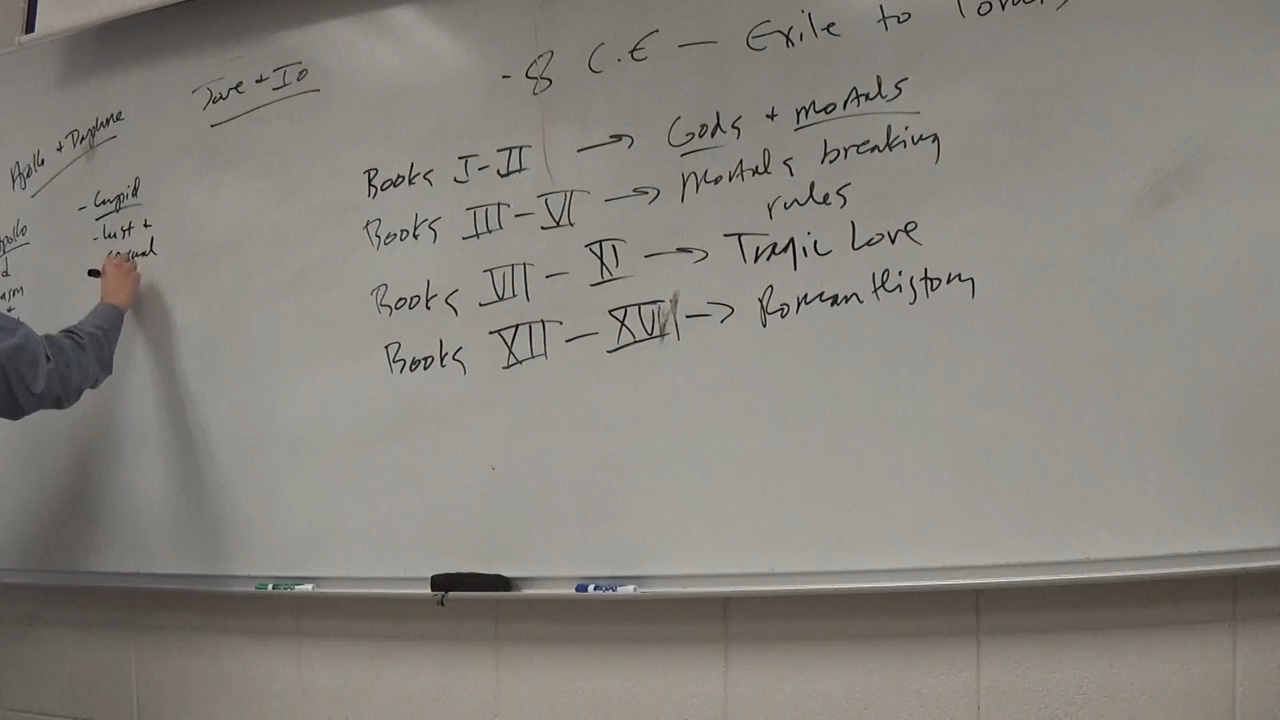 - 8 C.E - Exile to
Jove + Io
Apollo + Daphne
- Cupid
- Lust +
Books I-II → Gods + mortals
Books III - VI → Mortals breaking
rules
Books VII - XI → Tragic Love
Books XII - XV → Roman History